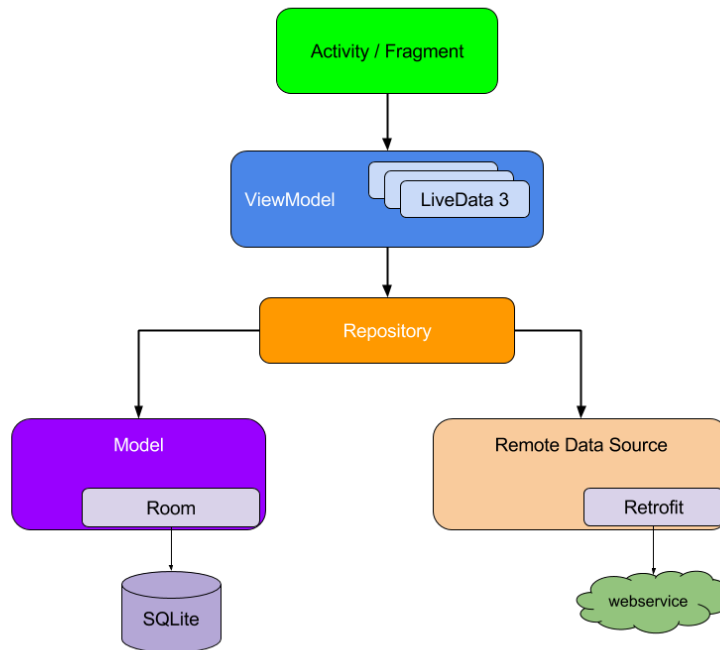 Activity / Fragment
ViewModel
LiveData 3
Repository
Model
Remote Data Source
Room
Retrofit
SQLite
webservice